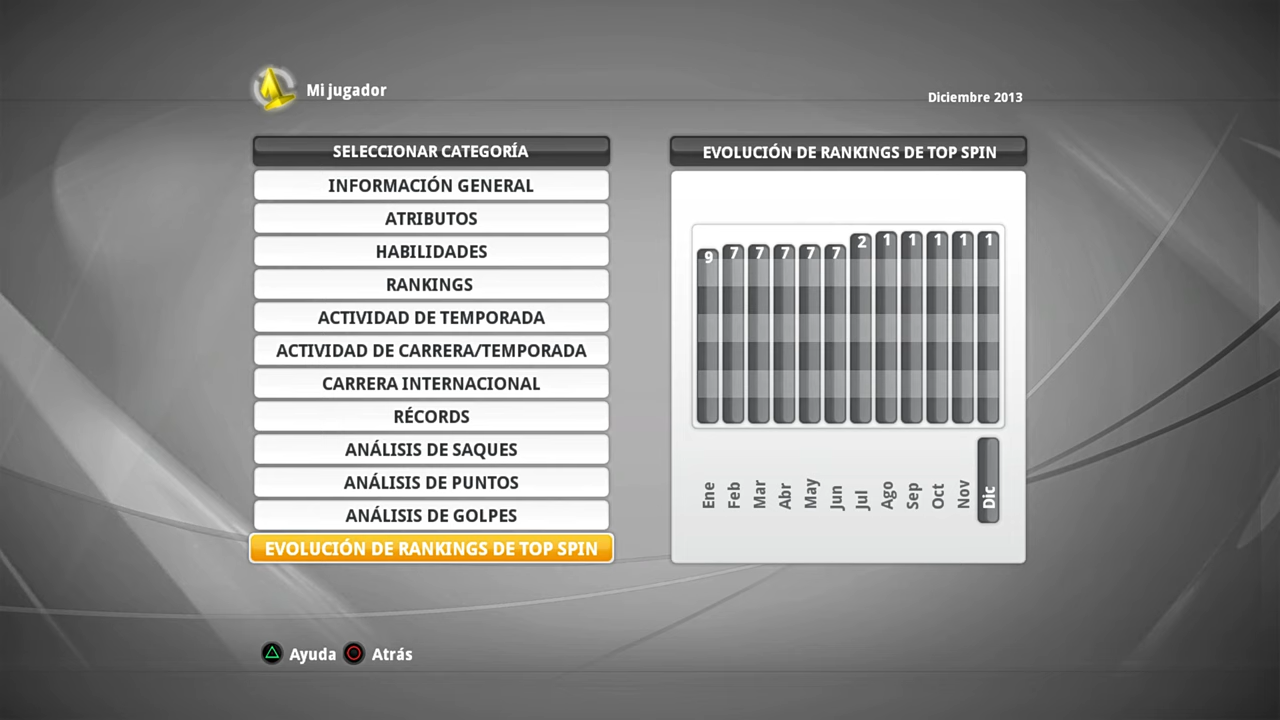 Mi jugador
Diciembre 2013
SELECCIONAR CATEGORÍA
INFORMACIÓN GENERAL
ATRIBUTOS
HABILIDADES
RANKINGS
ACTIVIDAD DE TEMPORADA
ACTIVIDAD DE CARRERA/TEMPORADA
CARRERA INTERNACIONAL
RÉCORDS
ANÁLISIS DE SAQUES
ANÁLISIS DE PUNTOS
ANÁLISIS DE GOLPES
EVOLUCIÓN DE RANKINGS DE TOP SPIN
EVOLUCIÓN DE RANKINGS DE TOP SPIN
9 7 7 7 7 7 2 1 1 1 1 1
Ene Feb Mar Abr May Jun Jul Ago Sep Oct Nov Dic
Ayuda Atrás